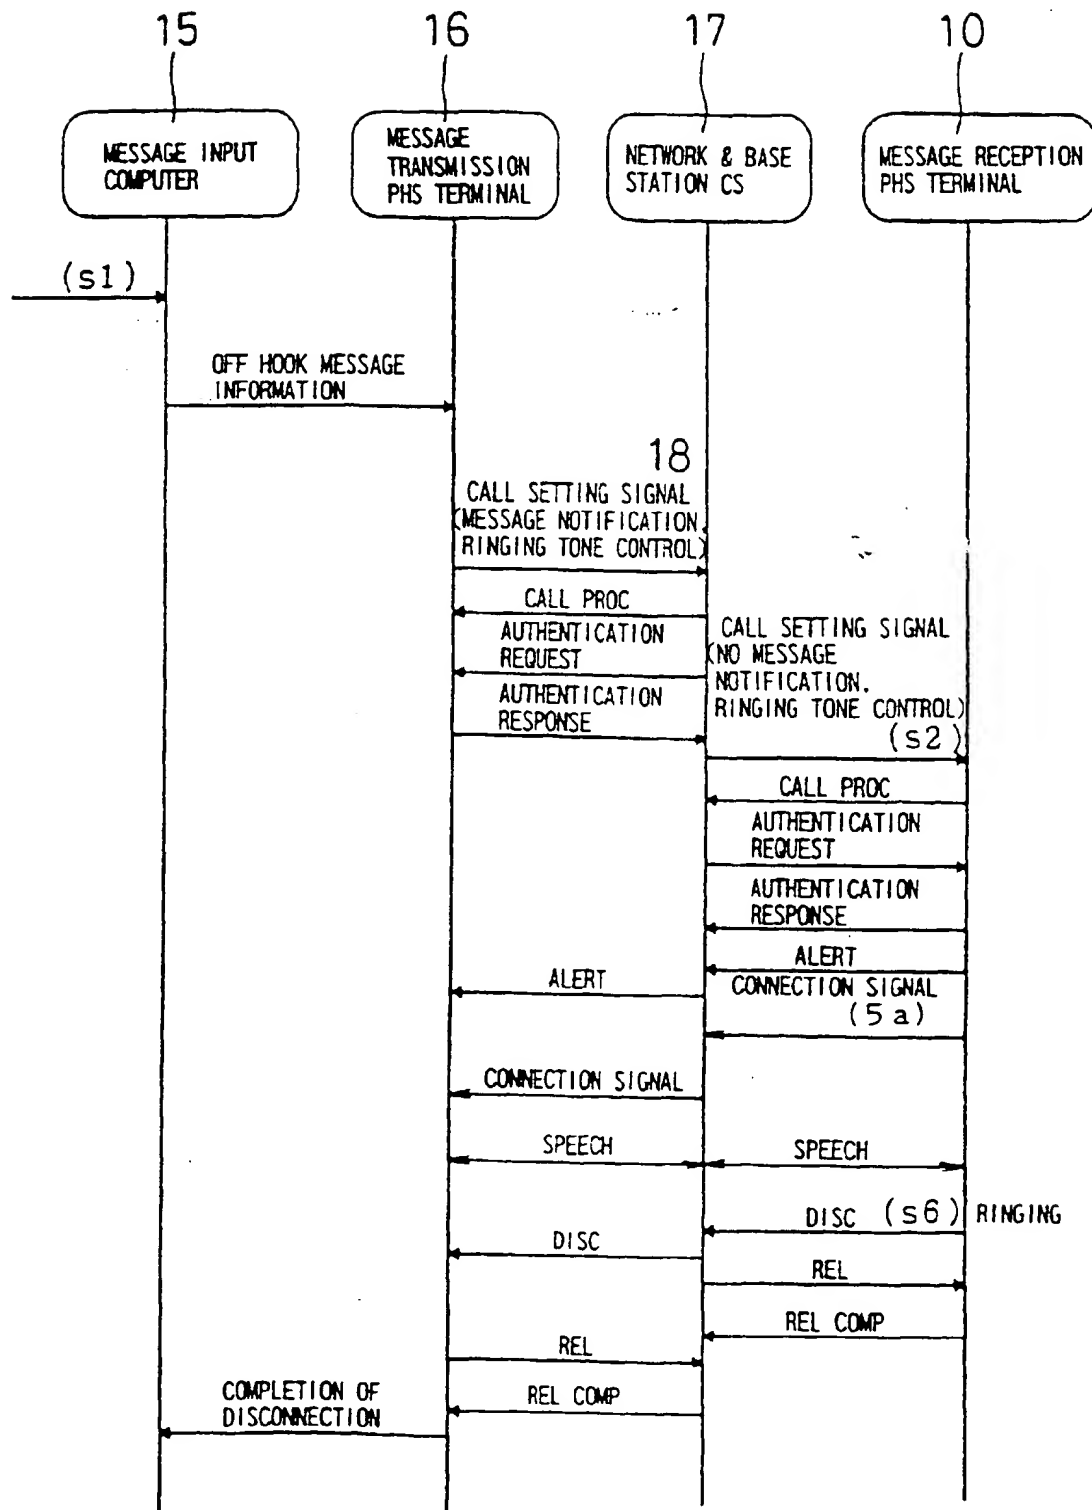 15
16
17
10
MESSAGE INPUT
COMPUTER
MESSAGE
TRANSMISSION
PHS TERMINAL
NETWORK & BASE
STATION CS
MESSAGE RECEPTION
PHS TERMINAL
(s1)
OFF HOOK MESSAGE
INFORMATION
18
CALL SETTING SIGNAL
(MESSAGE NOTIFICATION.
RINGING TONE CONTROL)
CALL PROC
AUTHENTICATION
REQUEST
AUTHENTICATION
RESPONSE
CALL SETTING SIGNAL
(NO MESSAGE
NOTIFICATION.
RINGING TONE CONTROL)
(s2)
CALL PROC
AUTHENTICATION
REQUEST
AUTHENTICATION
RESPONSE
ALERT
ALERT
CONNECTION SIGNAL
(5a)
CONNECTION SIGNAL
SPEECH
SPEECH
DISC (s6) RINGING
DISC
REL
REL COMP
REL
REL COMP
COMPLETION OF
DISCONNECTION